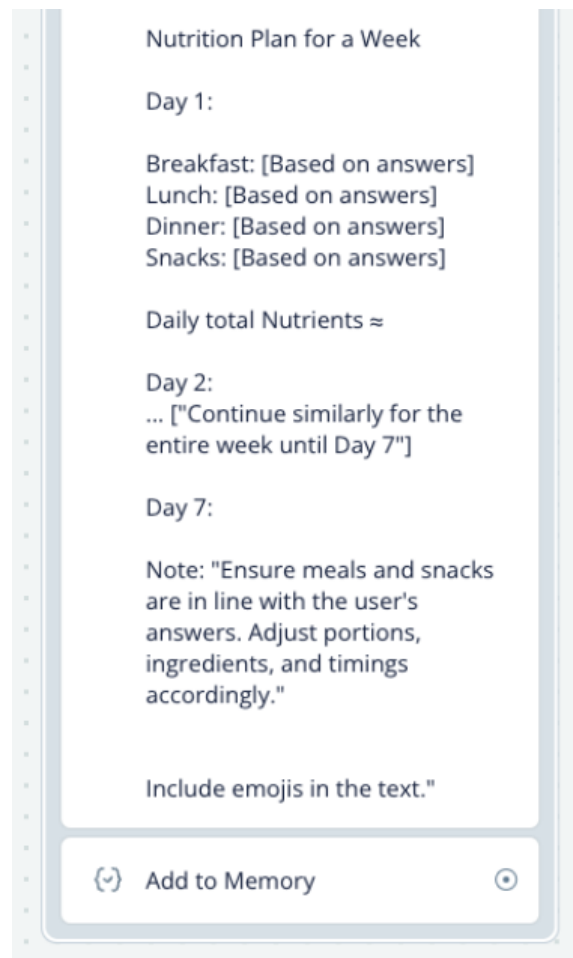 Nutrition Plan for a Week
Day 1:
Breakfast: [Based on answers]
Lunch: [Based on answers]
Dinner: [Based on answers]
Snacks: [Based on answers]
Daily total Nutrients ≈
Day 2:
... ["Continue similarly for the
entire week until Day 7"]
Day 7:
Note: "Ensure meals and snacks
are in line with the user's
answers. Adjust portions,
ingredients, and timings
accordingly."
Include emojis in the text."
Add to Memory